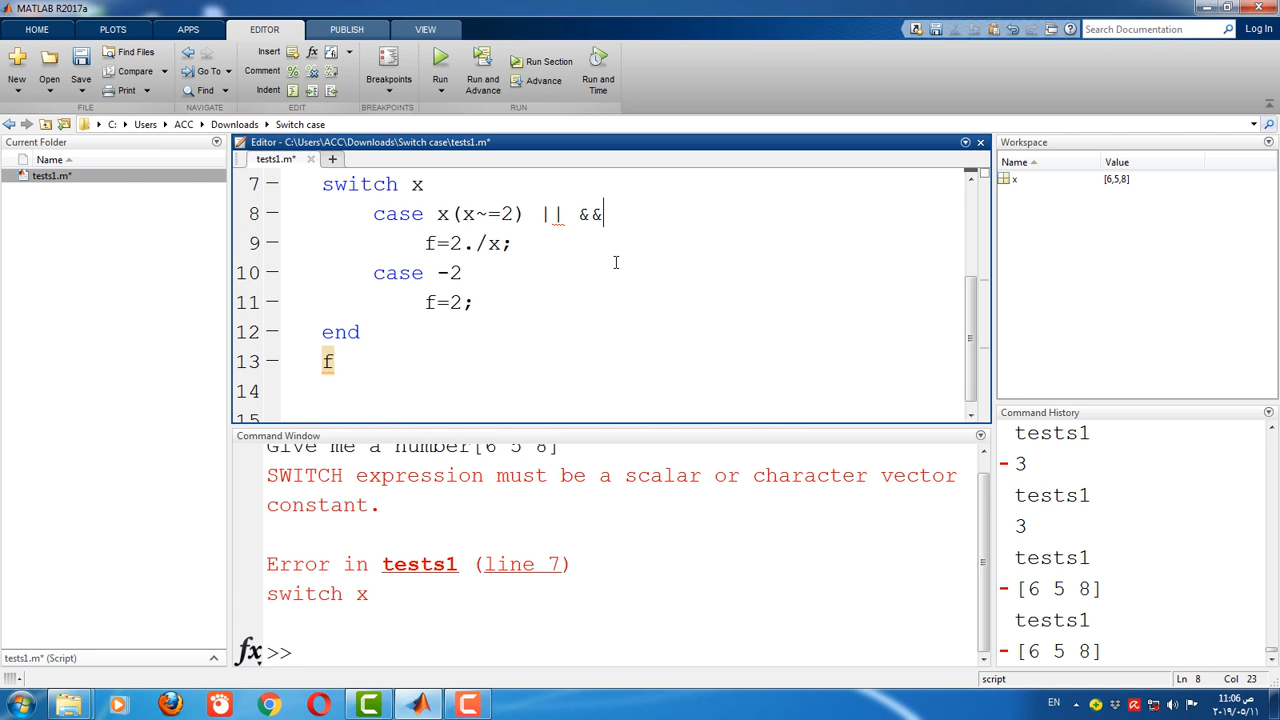 MATLAB R2017a
HOME PLOTS APPS EDITOR PUBLISH VIEW Search Documentation Log In
New Open Save Find Files Compare Print Go To Find Insert Comment Indent fx Breakpoints Run Run and Advance Run Section Advance Run and Time
FILE NAVIGATE EDIT BREAKPOINTS RUN
C: Users ACC Downloads Switch case
Current Folder
Name
tests1.m*
tests1.m* (Script)
Editor - C:\Users\ACC\Downloads\Switch case\tests1.m*
tests1.m*
7 switch x
8 case x(x~=2) || &&
9 f=2./x;
10 case -2
11 f=2;
12 end
13 f
14
15
Command Window
Give me a number[6 5 8]
SWITCH expression must be a scalar or character vector
constant.
Error in tests1 (line 7)
switch x
fx >>
Workspace
Name Value
x [6,5,8]
Command History
tests1
3
tests1
3
tests1
[6 5 8]
tests1
[6 5 8]
script Ln 8 Col 23
EN
11:06 ص
٢٠١٩/٠٥/١١